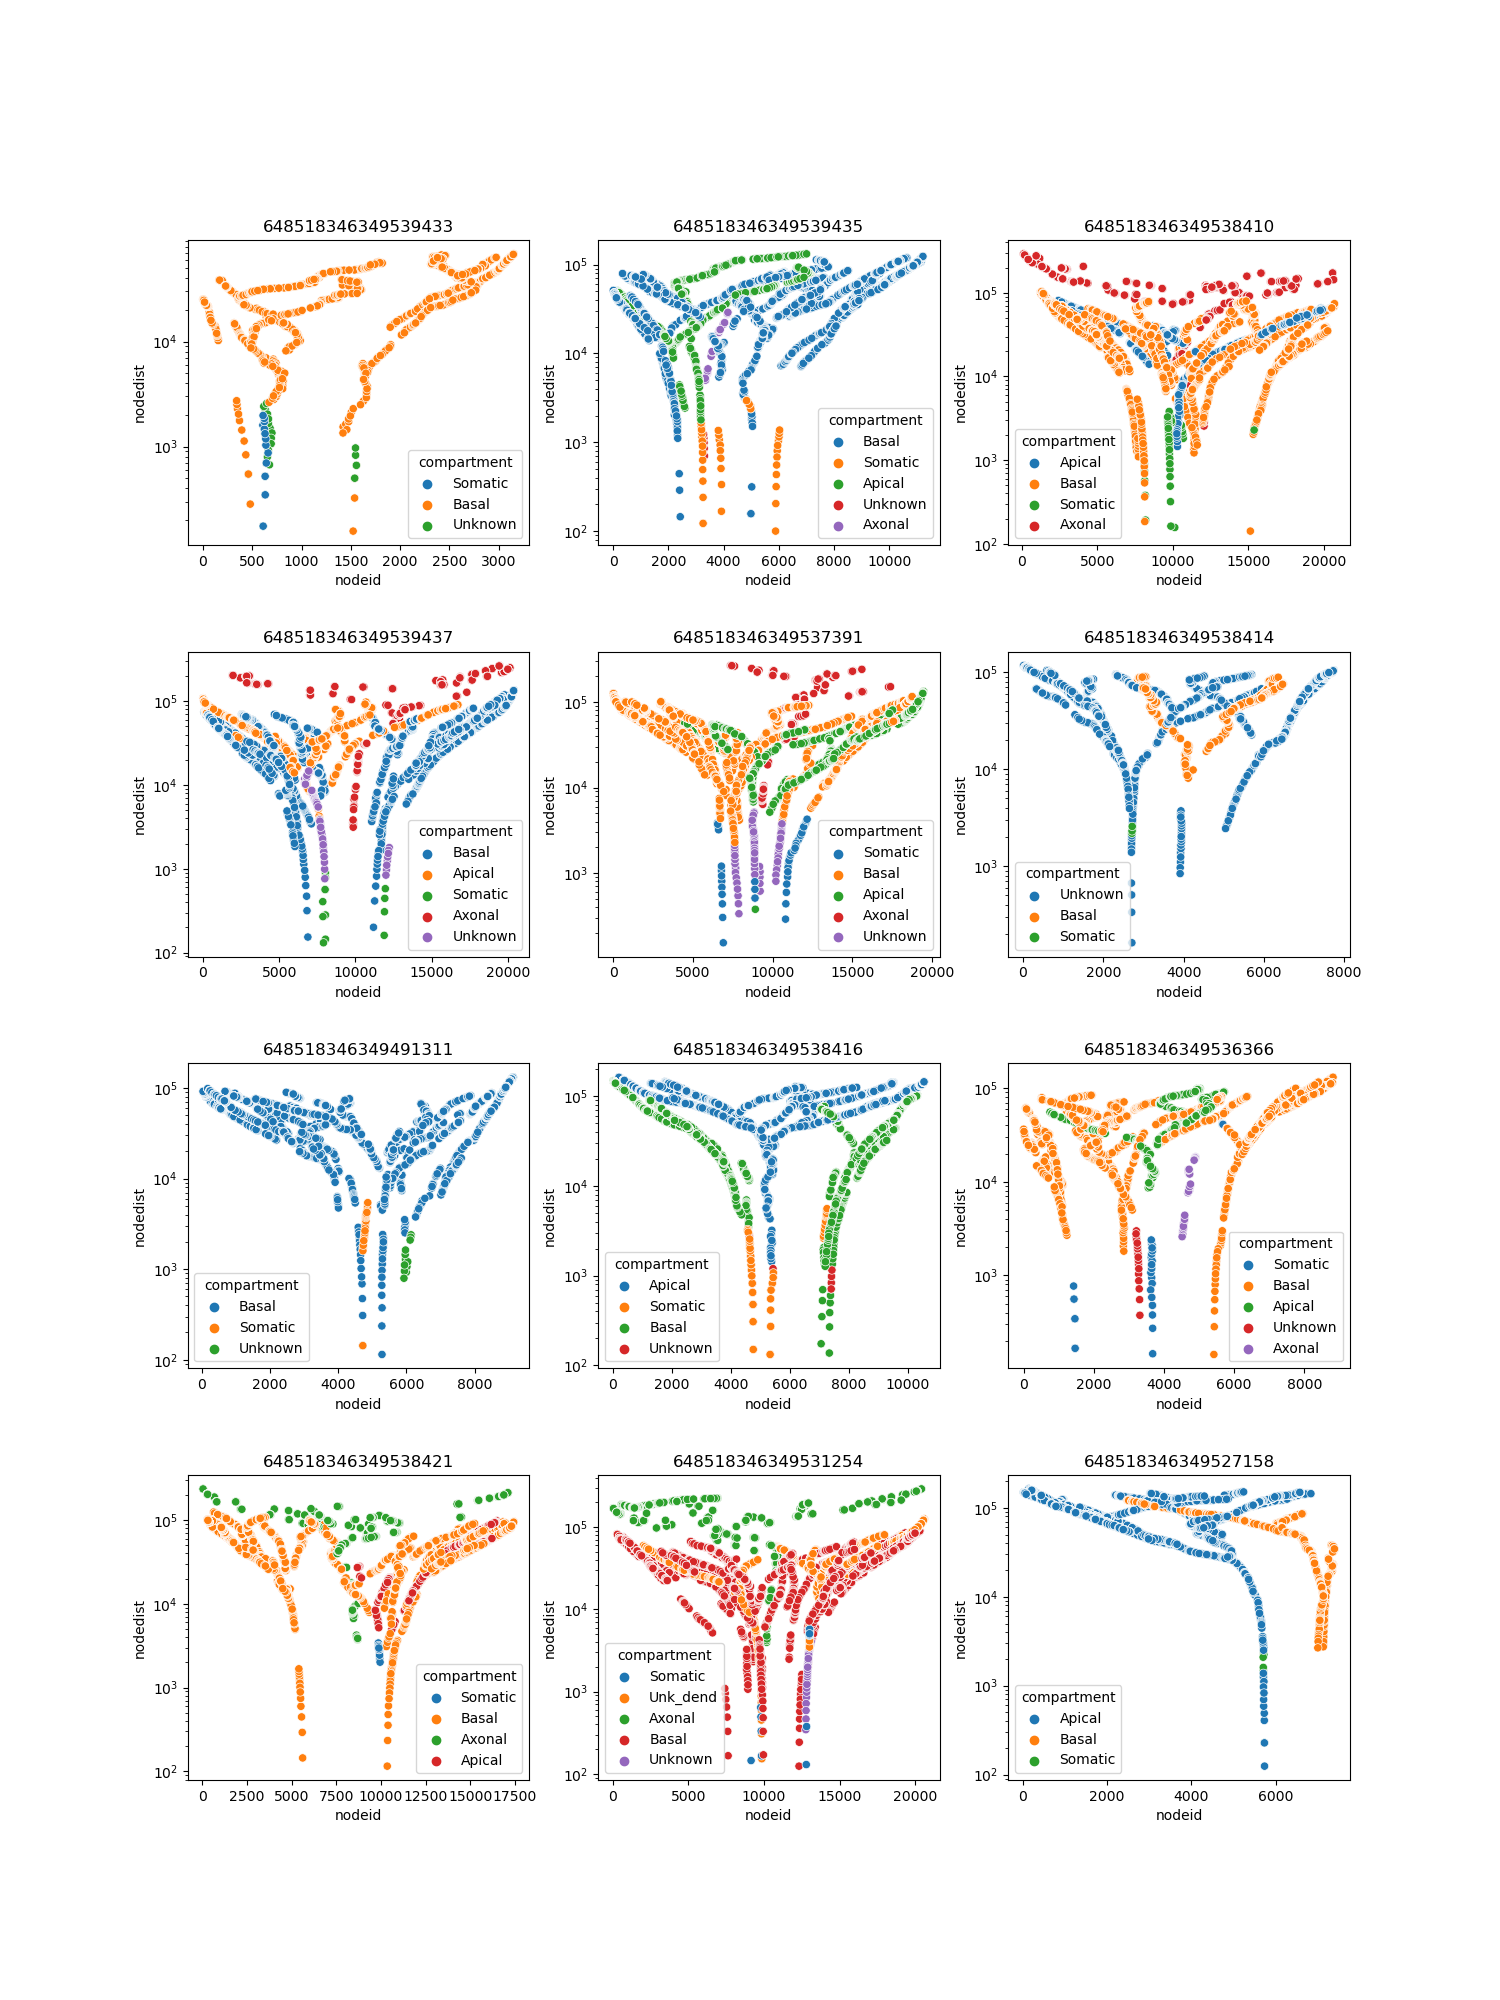 648518346349539433
nodedist
10^4
10^3
0 500 1000 1500 2000 2500 3000
nodeid
compartment
Somatic
Basal
Unknown
648518346349539435
nodedist
10^5
10^4
10^3
10^2
0 2000 4000 6000 8000 10000
nodeid
compartment
Basal
Somatic
Apical
Unknown
Axonal
648518346349538410
nodedist
10^5
10^4
10^3
10^2
0 5000 10000 15000 20000
nodeid
compartment
Apical
Basal
Somatic
Axonal
648518346349539437
nodedist
10^5
10^4
10^3
10^2
0 5000 10000 15000 20000
nodeid
compartment
Basal
Apical
Somatic
Axonal
Unknown
648518346349537391
nodedist
10^5
10^4
10^3
0 5000 10000 15000 20000
nodeid
compartment
Somatic
Basal
Apical
Axonal
Unknown
648518346349538414
nodedist
10^5
10^4
10^3
0 2000 4000 6000 8000
nodeid
compartment
Unknown
Basal
Somatic
648518346349491311
nodedist
10^5
10^4
10^3
10^2
0 2000 4000 6000 8000
nodeid
compartment
Basal
Somatic
Unknown
648518346349538416
nodedist
10^5
10^4
10^3
10^2
0 2000 4000 6000 8000 10000
nodeid
compartment
Apical
Somatic
Basal
Unknown
648518346349536366
nodedist
10^5
10^4
10^3
0 2000 4000 6000 8000
nodeid
compartment
Somatic
Basal
Apical
Unknown
Axonal
648518346349538421
nodedist
10^5
10^4
10^3
10^2
0 2500 5000 7500 10000 12500 15000 17500
nodeid
compartment
Somatic
Basal
Axonal
Apical
648518346349531254
nodedist
10^5
10^4
10^3
10^2
0 5000 10000 15000 20000
nodeid
compartment
Somatic
Unk_dend
Axonal
Basal
Unknown
648518346349527158
nodedist
10^5
10^4
10^3
10^2
0 2000 4000 6000
nodeid
compartment
Apical
Basal
Somatic